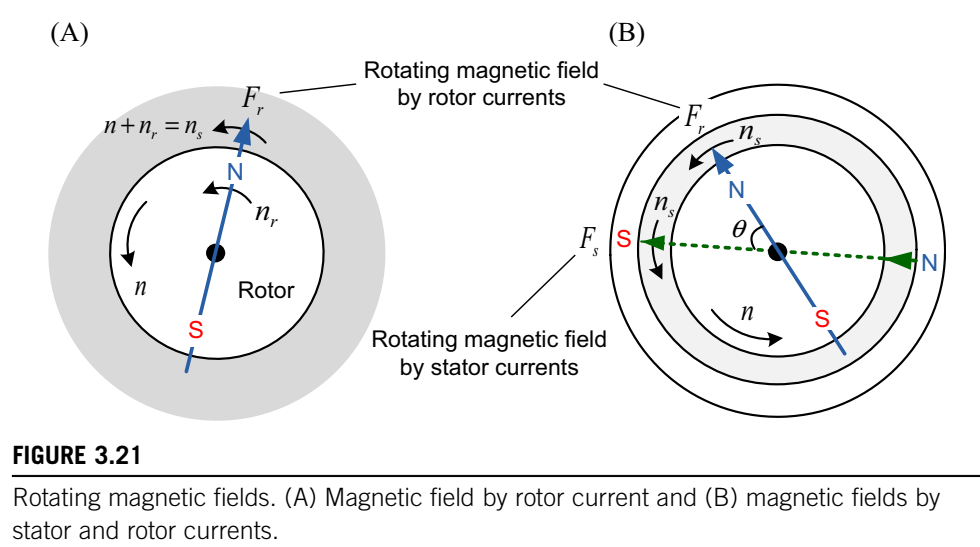 (A)
(B)
Rotating magnetic field
by rotor currents
F_r
n + n_r = n_s
N
n_r
n
Rotor
S
F_r
n_s
N
n_s
θ
F_s
S
N
n
S
Rotating magnetic field
by stator currents
FIGURE 3.21
Rotating magnetic fields. (A) Magnetic field by rotor current and (B) magnetic fields by
stator and rotor currents.